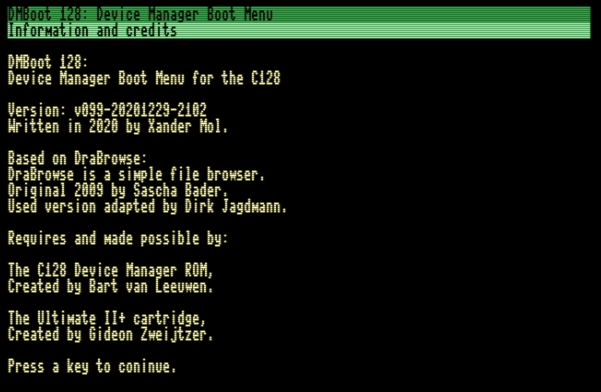 DMBoot 128: Device Manager Boot Menu
Information and credits
DMBoot 128:
Device Manager Boot Menu for the C128
Version: v099-20201229-2102
Written in 2020 by Xander Mol.
Based on DraBrowse:
DraBrowse is a simple file browser.
Original 2009 by Sascha Bader.
Used version adapted by Dirk Jagdmann.
Requires and made possible by:
The C128 Device Manager ROM,
Created by Bart van Leeuwen.
The Ultimate II+ cartridge,
Created by Gideon Zweijtzer.
Press a key to coninue.